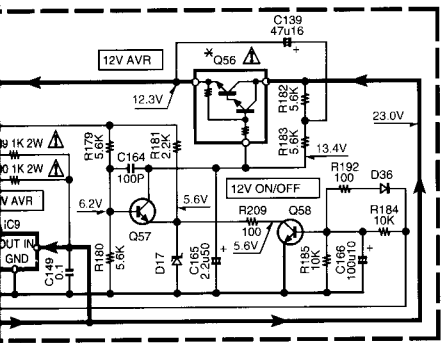 C139
47u16
12V AVR
* Q56
12.3V
R182
5.6K
23.0V
R179
5.6K
R181
2.2K
R183
5.6K
13.4V
1K 2W
C164
100P
R192
100
D36
1K 2W
12V ON/OFF
V AVR
6.2V
5.6V
R209
100
Q58
R184
10K
iC9
Q57
5.6V
OUT IN
GND
C149
0.1
R180
5.6K
D17
C165
2.2u50
R185
10K
C166
100u10